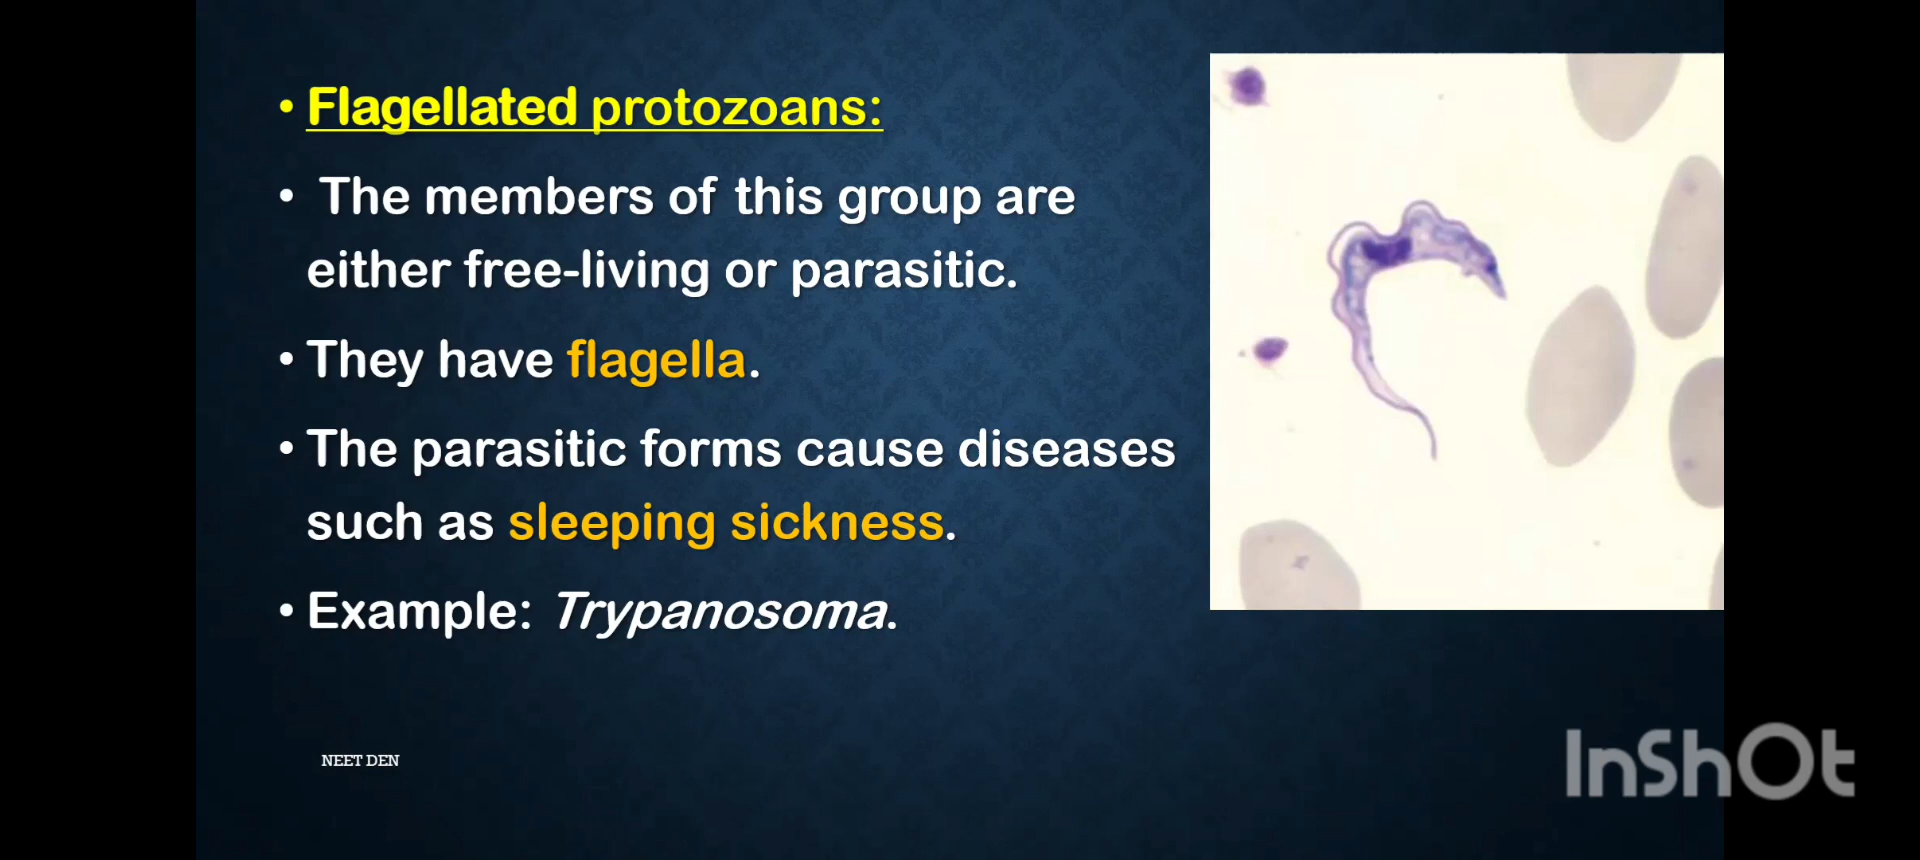 • Flagellated protozoans:
• The members of this group are
either free-living or parasitic.
• They have flagella.
• The parasitic forms cause diseases
such as sleeping sickness.
• Example: Trypanosoma.
NEET DEN
InShOt